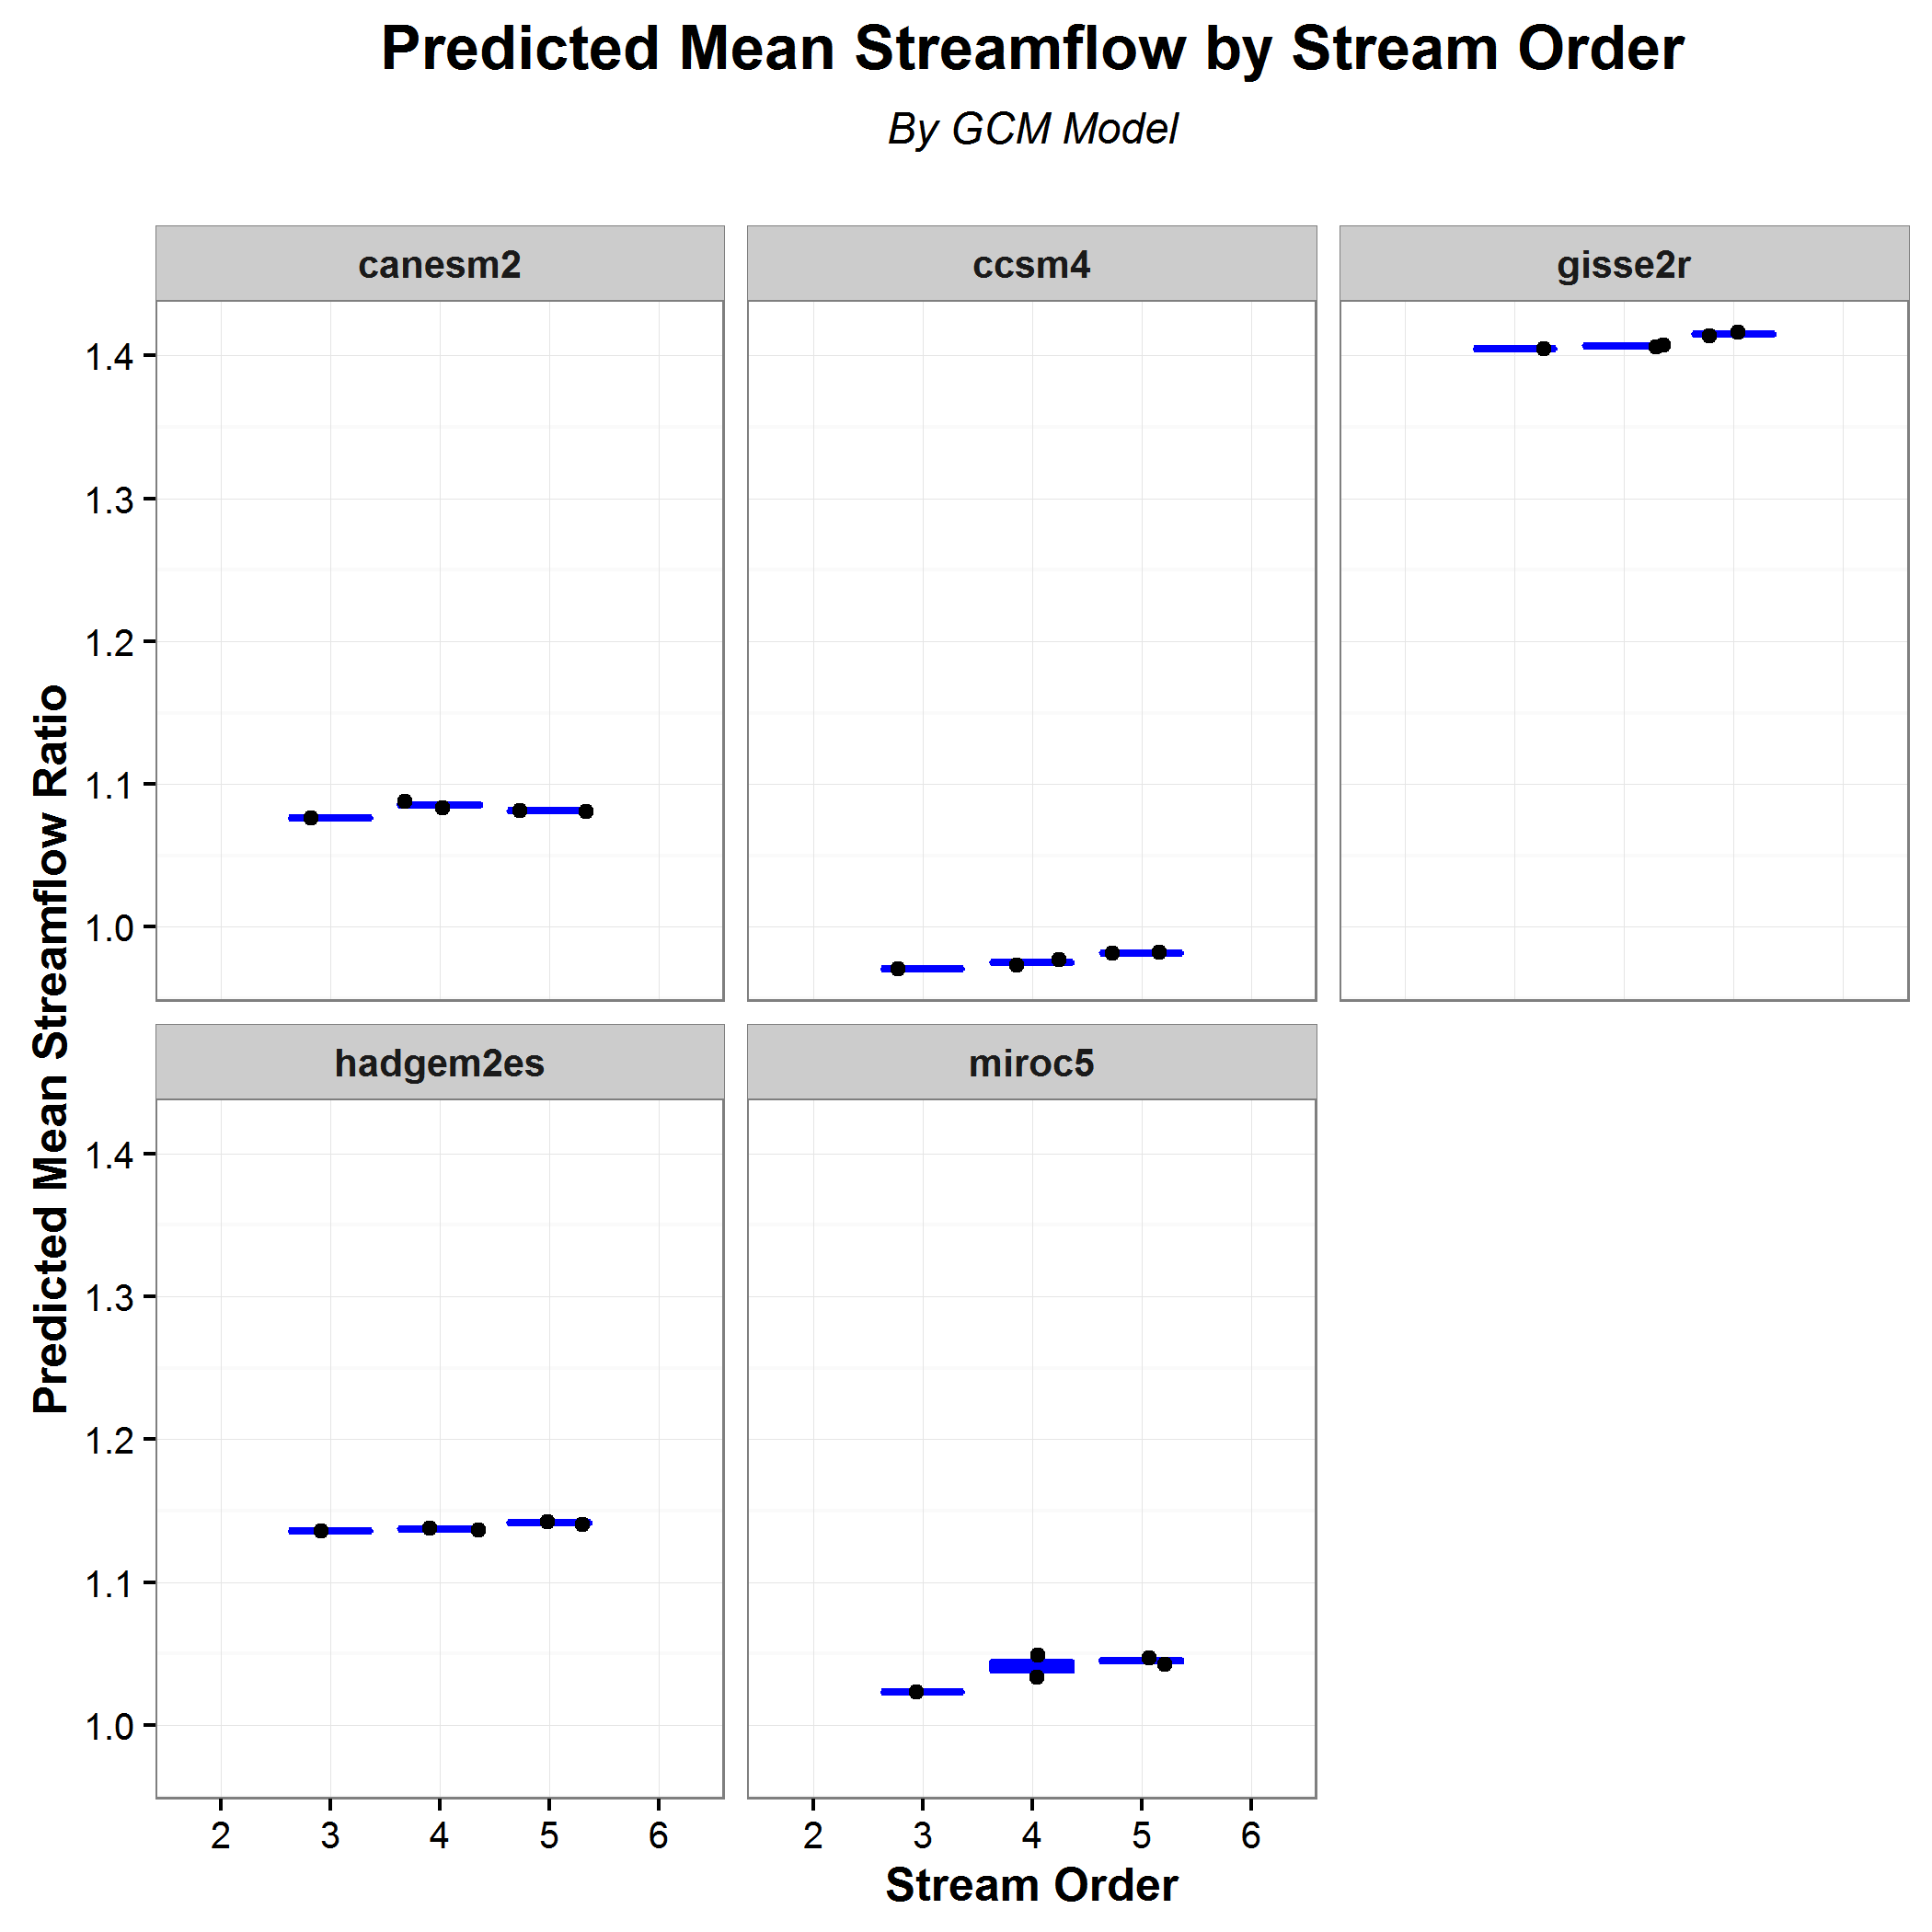 Predicted Mean Streamflow by Stream Order
By GCM Model
canesm2
ccsm4
gisse2r
1.4
1.3
1.2
1.1
1.0
hadgem2es
miroc5
1.4
1.3
1.2
1.1
1.0
2 3 4 5 6
2 3 4 5 6
Stream Order
Predicted Mean Streamflow Ratio